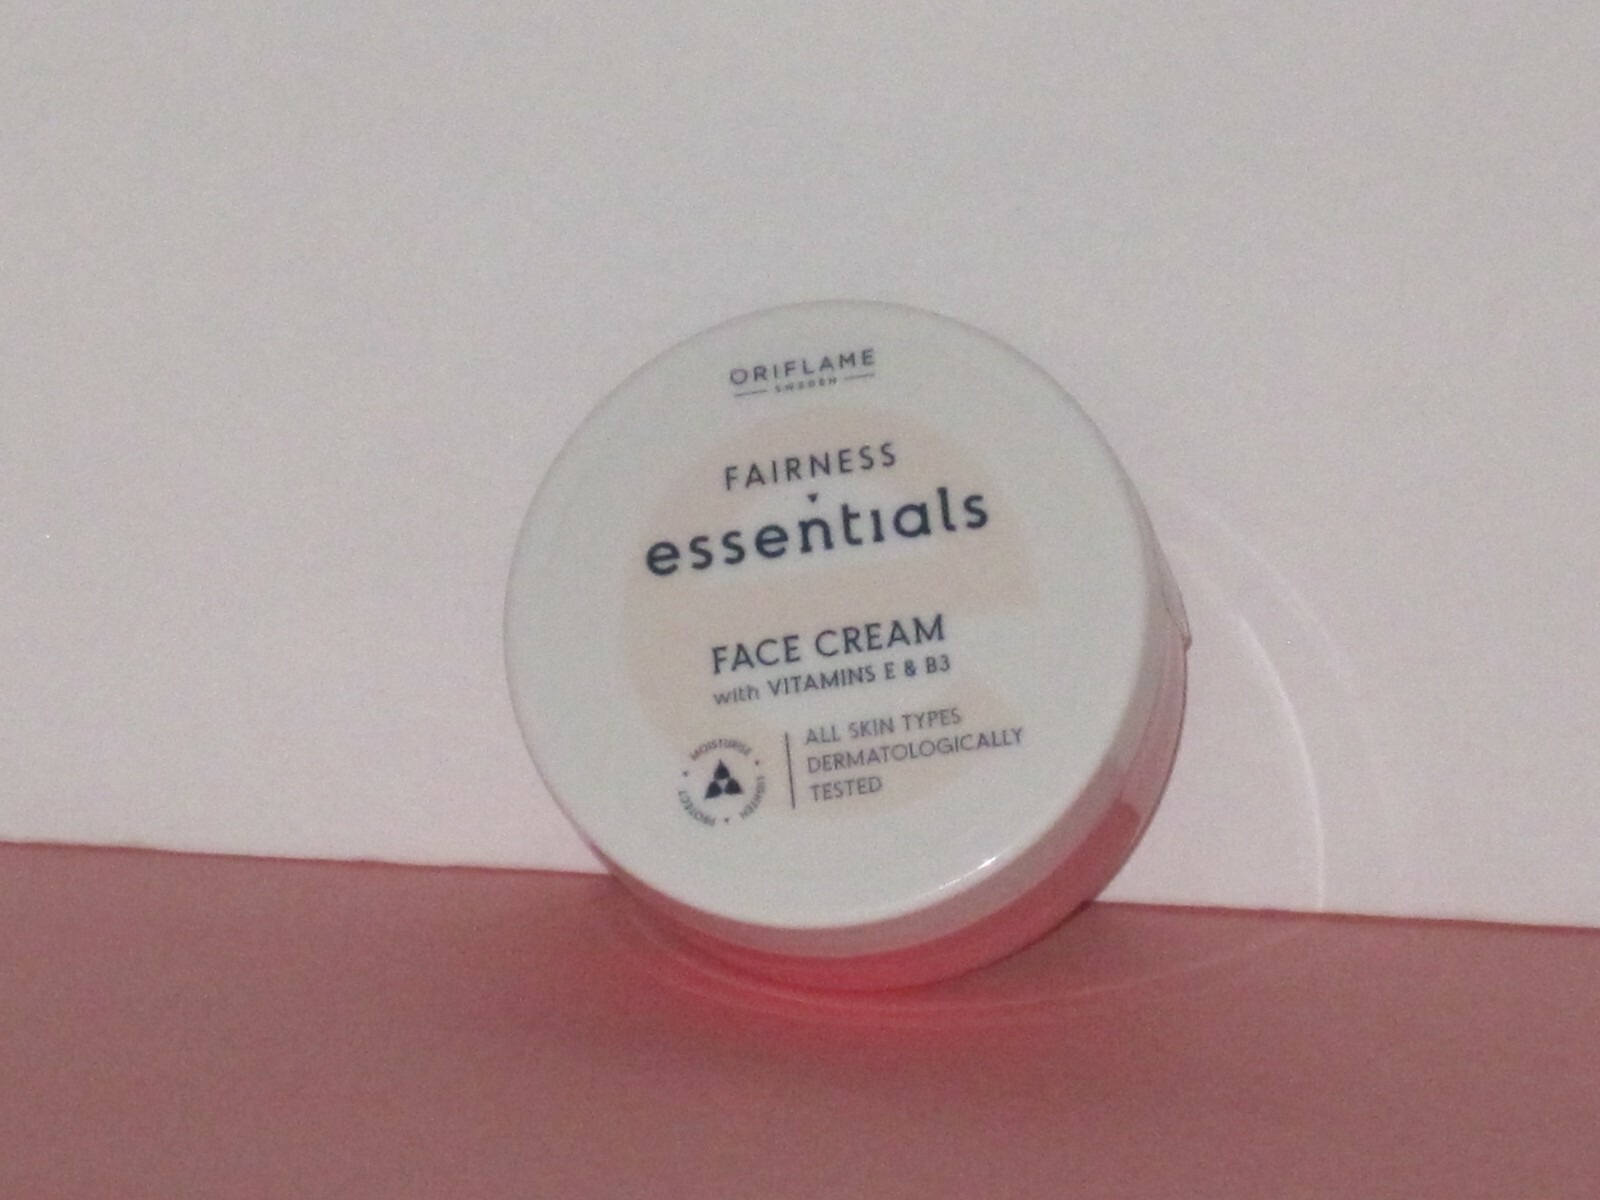 ORIFLAME
SWEDEN
FAIRNESS
essentials
FACE CREAM
with VITAMINS E & B3
ALL SKIN TYPES
DERMATOLOGICALLY
TESTED
MOISTURISE • LIGHTEN • PROTECT •